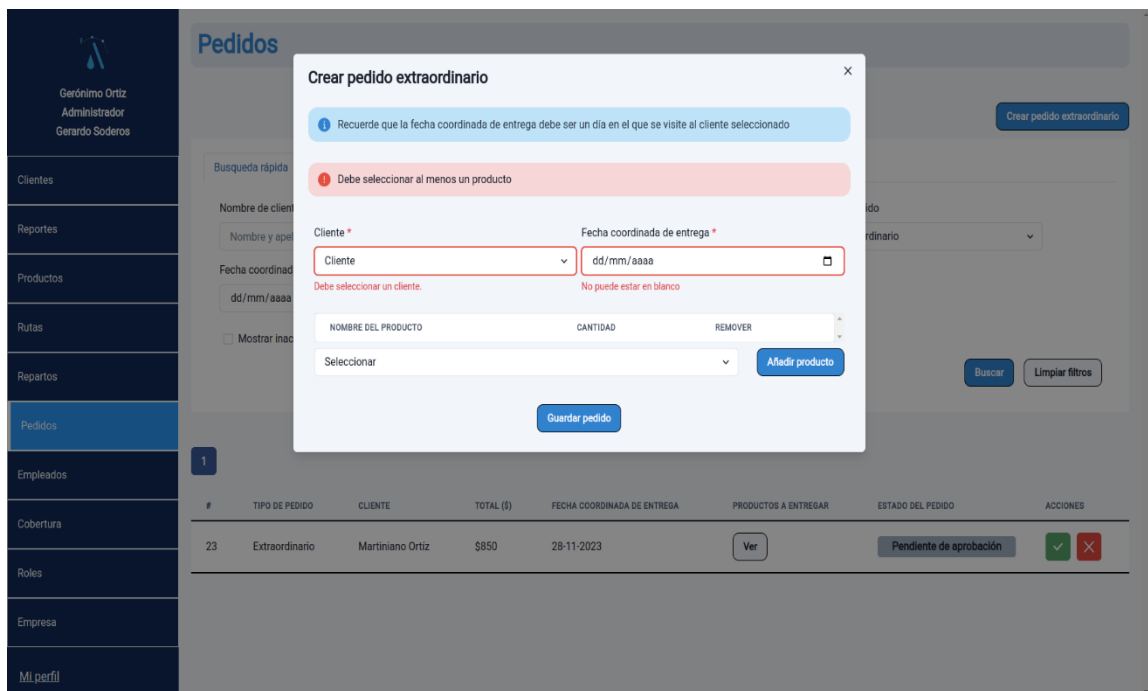 Gerónimo Ortiz
Administrador
Gerardo Soderos
Clientes
Reportes
Productos
Rutas
Repartos
Pedidos
Empleados
Cobertura
Roles
Empresa
Mi perfil
Pedidos
Crear pedido extraordinario
Busqueda rápida
Nombre de client
Nombre y apel
Fecha coordinad
dd/mm/aaaa
Mostrar inac
ido
rdinario
Buscar
Limpiar filtros
Crear pedido extraordinario
Recuerde que la fecha coordinada de entrega debe ser un día en el que se visite al cliente seleccionado
Debe seleccionar al menos un producto
Cliente * Fecha coordinada de entrega *
Cliente dd/mm/aaaa
Debe seleccionar un cliente. No puede estar en blanco
NOMBRE DEL PRODUCTO CANTIDAD REMOVER
Seleccionar Añadir producto
Guardar pedido
1
# TIPO DE PEDIDO CLIENTE TOTAL ($) FECHA COORDINADA DE ENTREGA PRODUCTOS A ENTREGAR ESTADO DEL PEDIDO ACCIONES
23 Extraordinario Martiniano Ortiz $850 28-11-2023 Ver Pendiente de aprobación